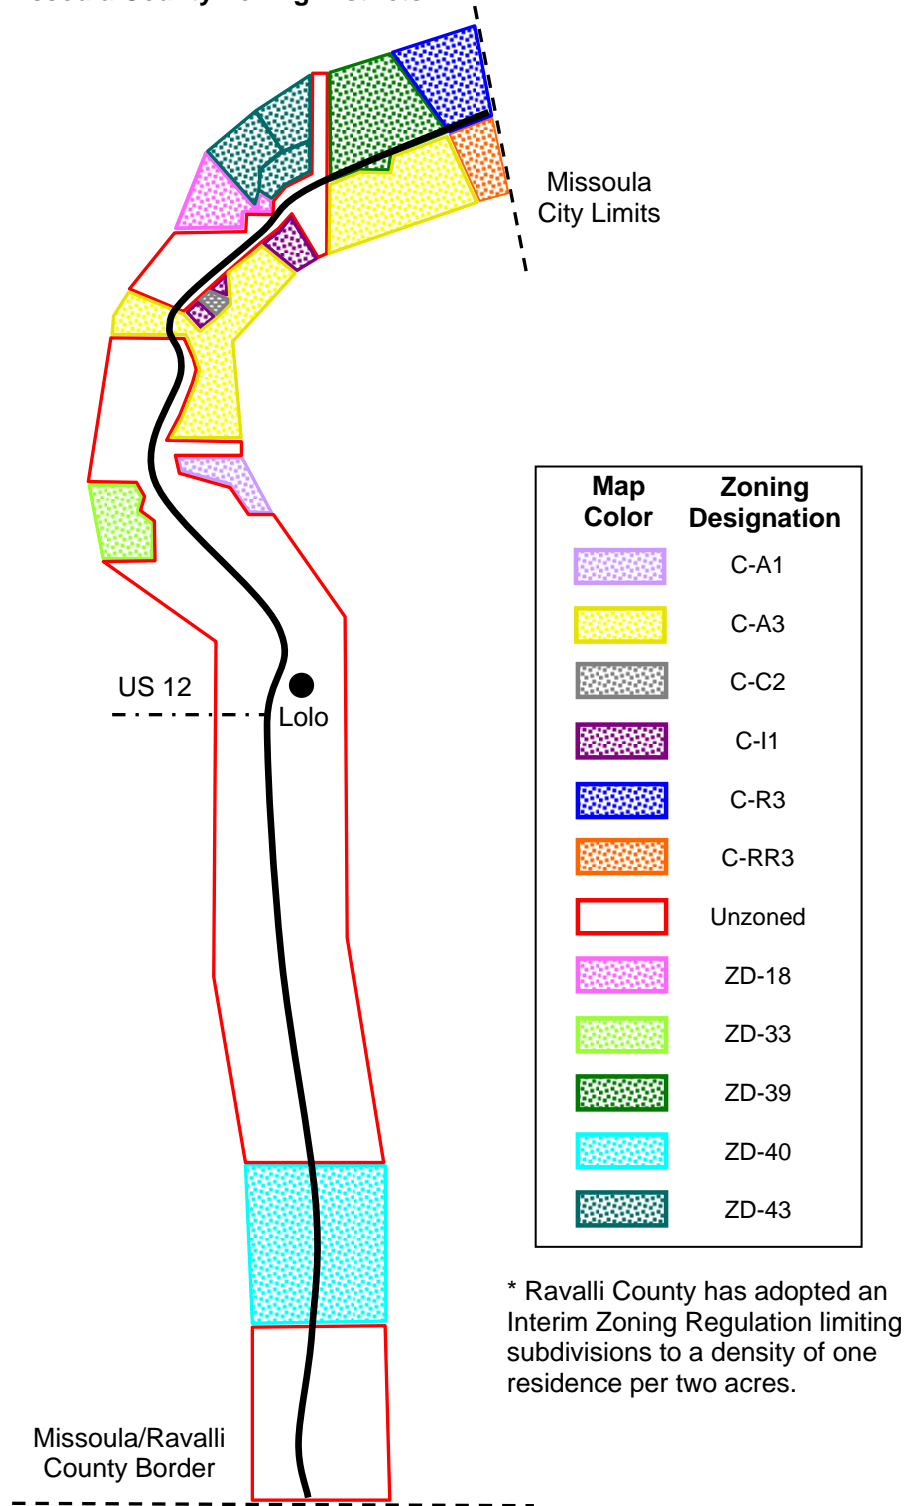 Missoula
City Limits
Map
Color
Zoning
Designation
C-A1
C-A3
C-C2
C-I1
C-R3
C-RR3
Unzoned
ZD-18
ZD-33
ZD-39
ZD-40
ZD-43
US 12
Lolo
* Ravalli County has adopted an
Interim Zoning Regulation limiting
subdivisions to a density of one
residence per two acres.
Missoula/Ravalli
County Border